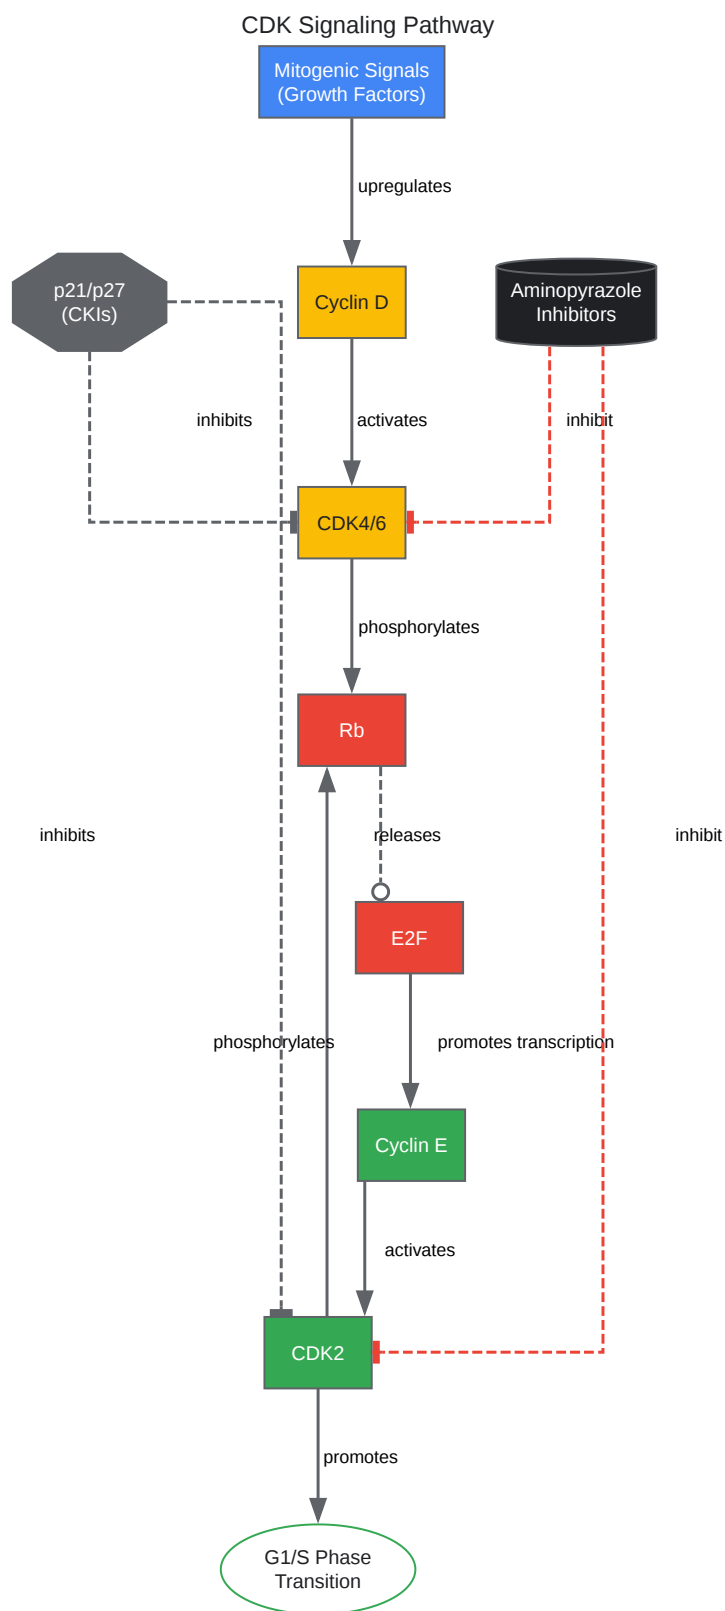 CDK Signaling Pathway
Mitogenic Signals
(Growth Factors)
upregulates
p21/p27
(CKIs)
Cyclin D
Aminopyrazole
Inhibitors
inhibits
activates
inhibit
CDK4/6
phosphorylates
Rb
inhibits
releases
inhibit
E2F
phosphorylates
promotes transcription
Cyclin E
activates
CDK2
promotes
G1/S Phase
Transition